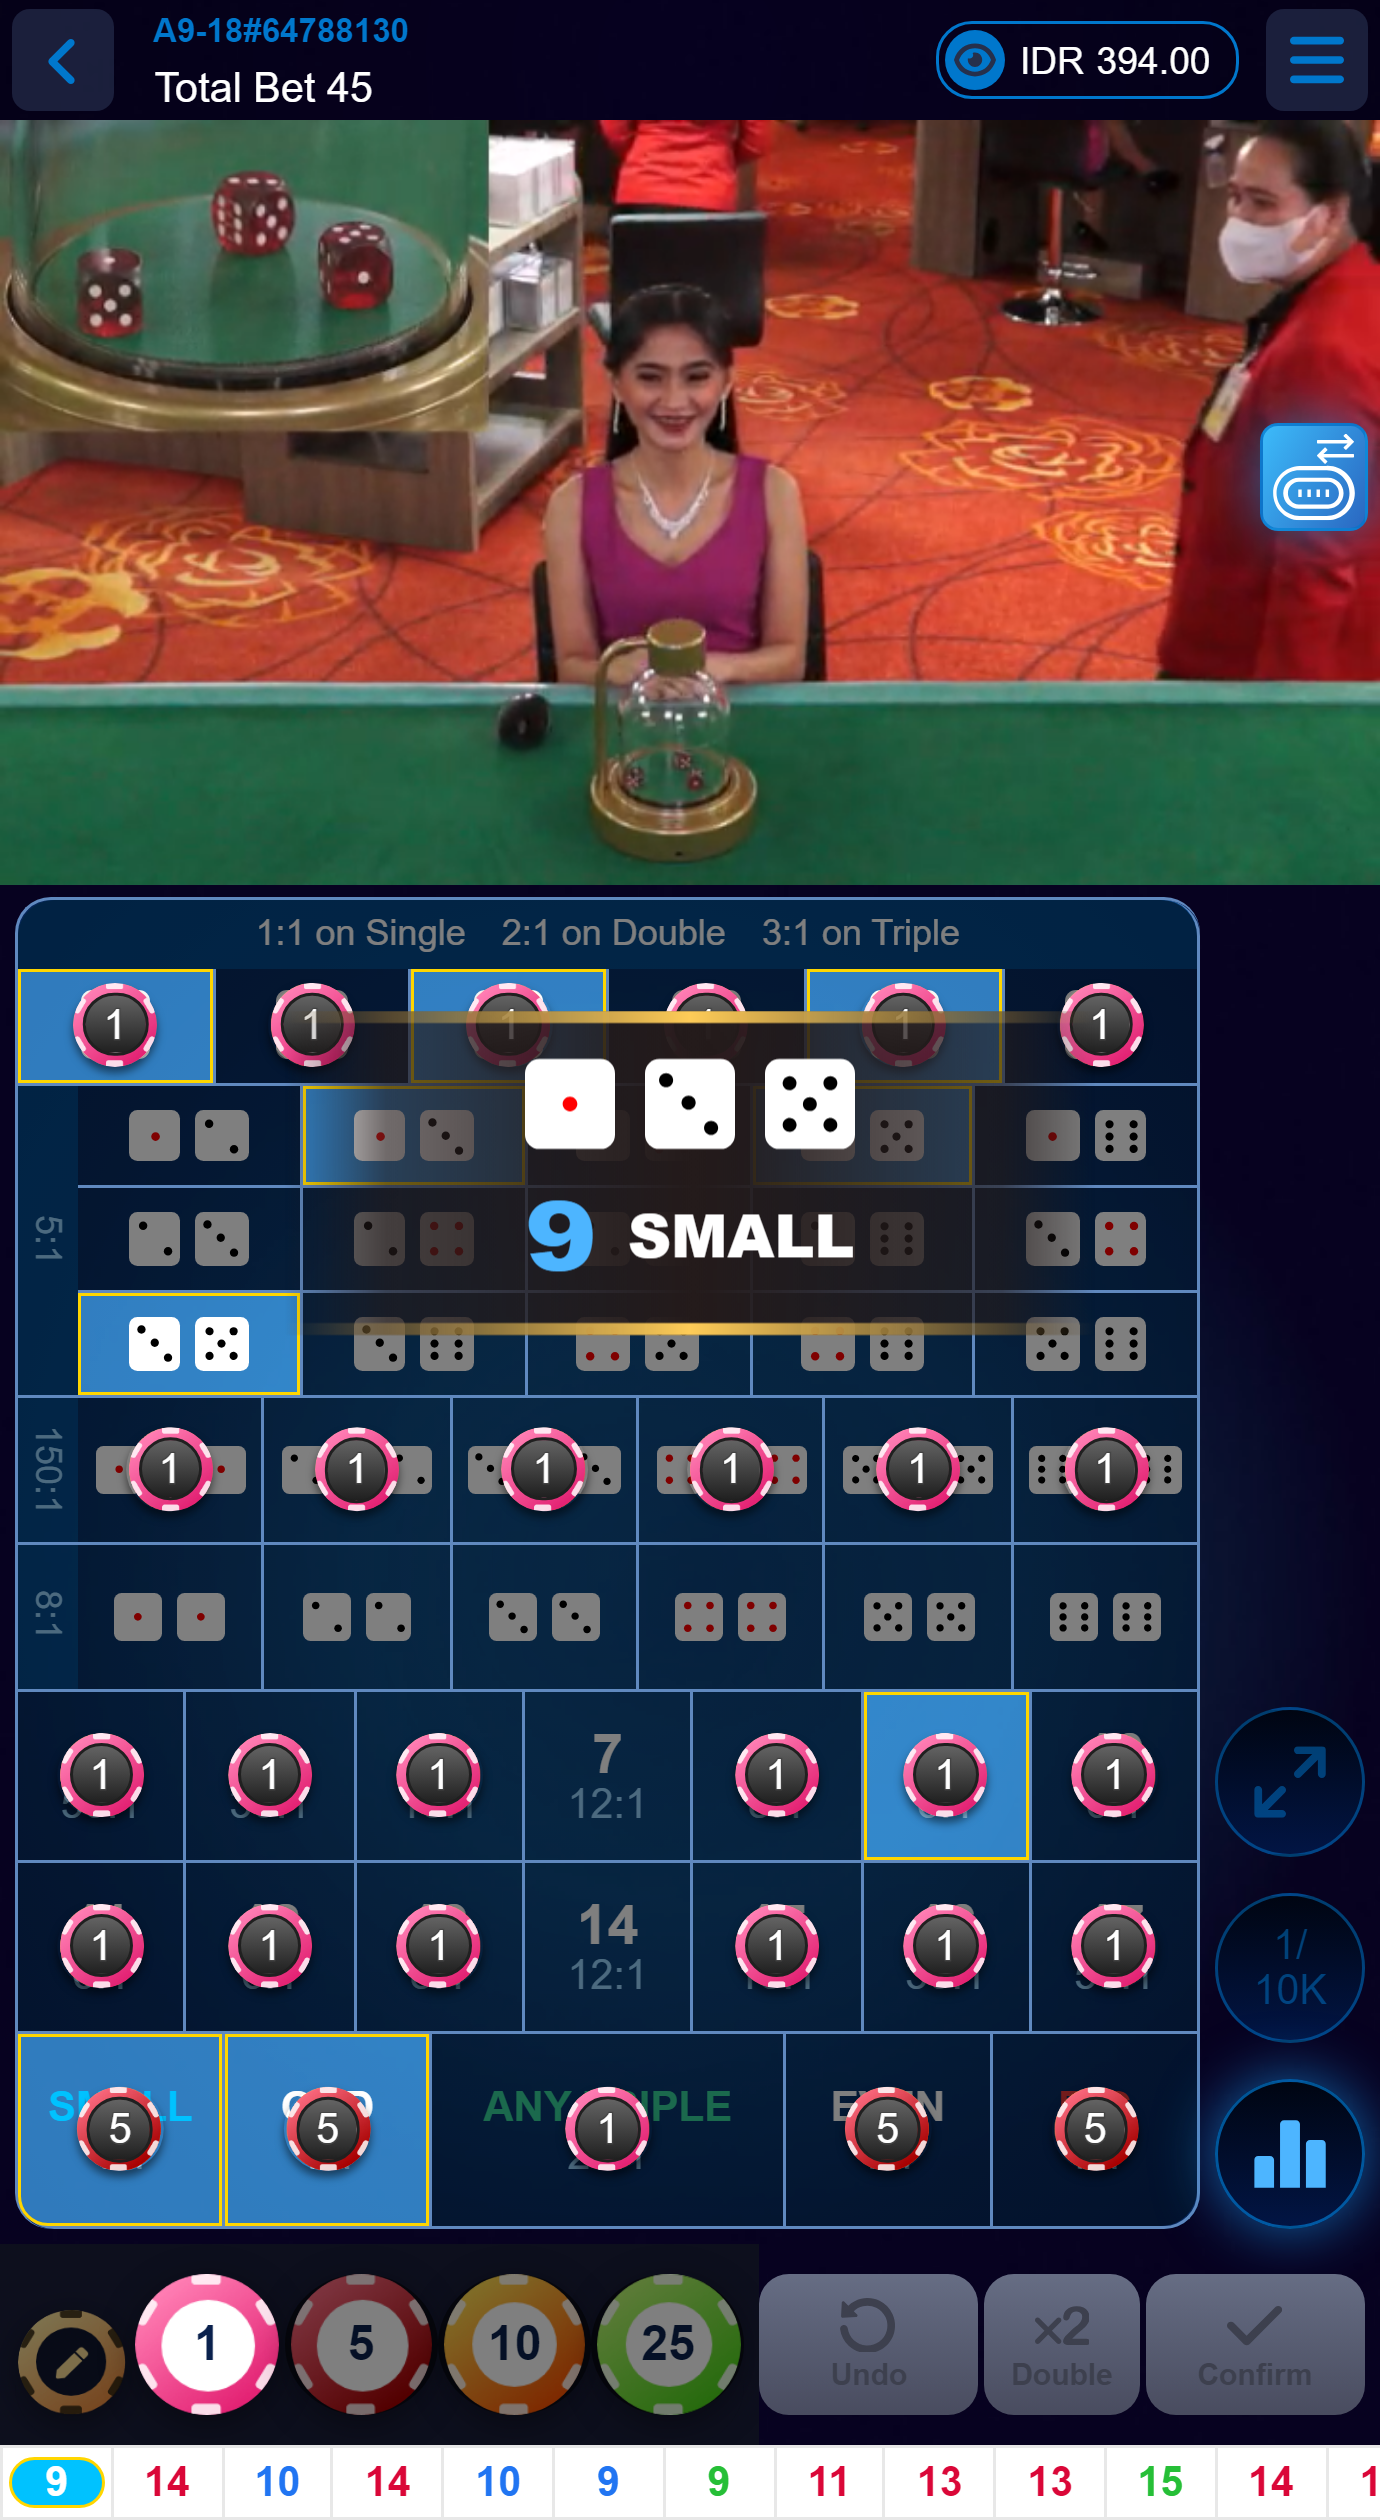 A9-18#64788130
Total Bet 45
IDR 394.00
1:1 on Single 2:1 on Double 3:1 on Triple
1 1 1 1 1 1
5:1
9 SMALL
150:1
1 1 1 1 1 1
8:1
1 1 1 7 1 1 1
12:1
1 1 1 14 1 1 1
12:1
1/
10K
5 5 1 5 5
1 5 10 25
x2
Undo Double Confirm
9 14 10 14 10 9 9 11 13 13 15 14